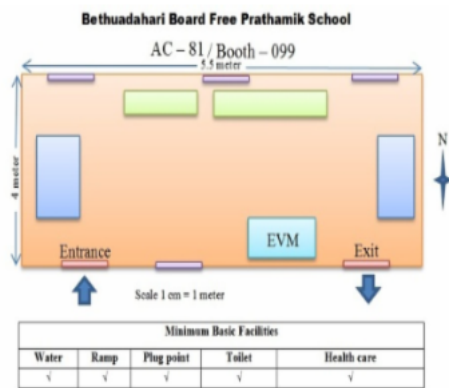 Bethuadahari Board Free Prathamik School
AC – 81/Booth – 099
5.5 meter
4 meter
N
EVM
Entrance
Exit
Scale 1 cm = 1 meter
Minimum Basic Facilities
Water Ramp Plug point Toilet Health care
√ √ √ √ √